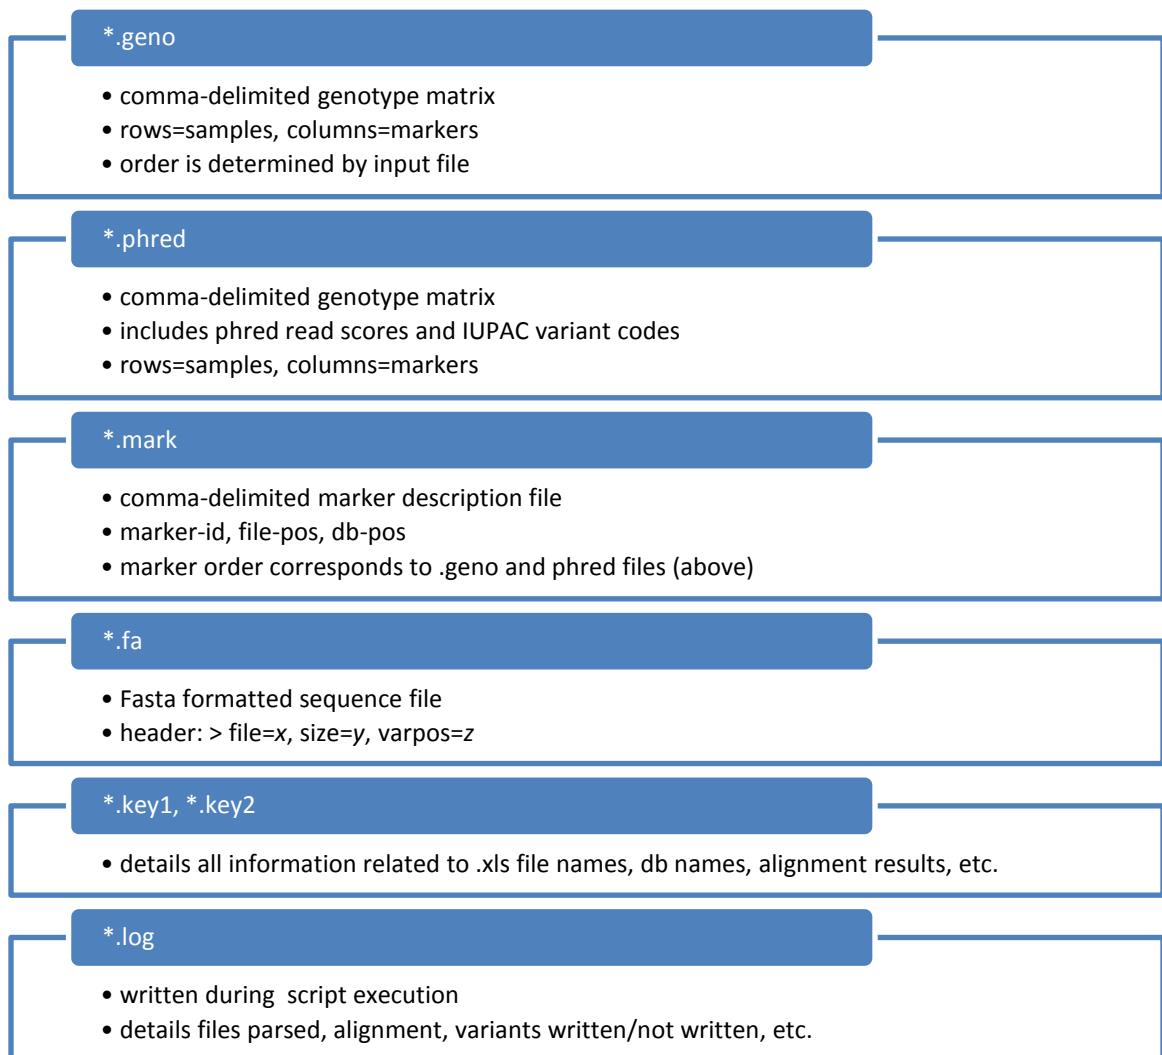 *.geno
• comma-delimited genotype matrix
• rows=samples, columns=markers
• order is determined by input file
*.phred
• comma-delimited genotype matrix
• includes phred read scores and IUPAC variant codes
• rows=samples, columns=markers
*.mark
• comma-delimited marker description file
• marker-id, file-pos, db-pos
• marker order corresponds to .geno and phred files (above)
*.fa
• Fasta formatted sequence file
• header: > file=x, size=y, varpos=z
*.key1, *.key2
• details all information related to .xls file names, db names, alignment results, etc.
*.log
• written during script execution
• details files parsed, alignment, variants written/not written, etc.